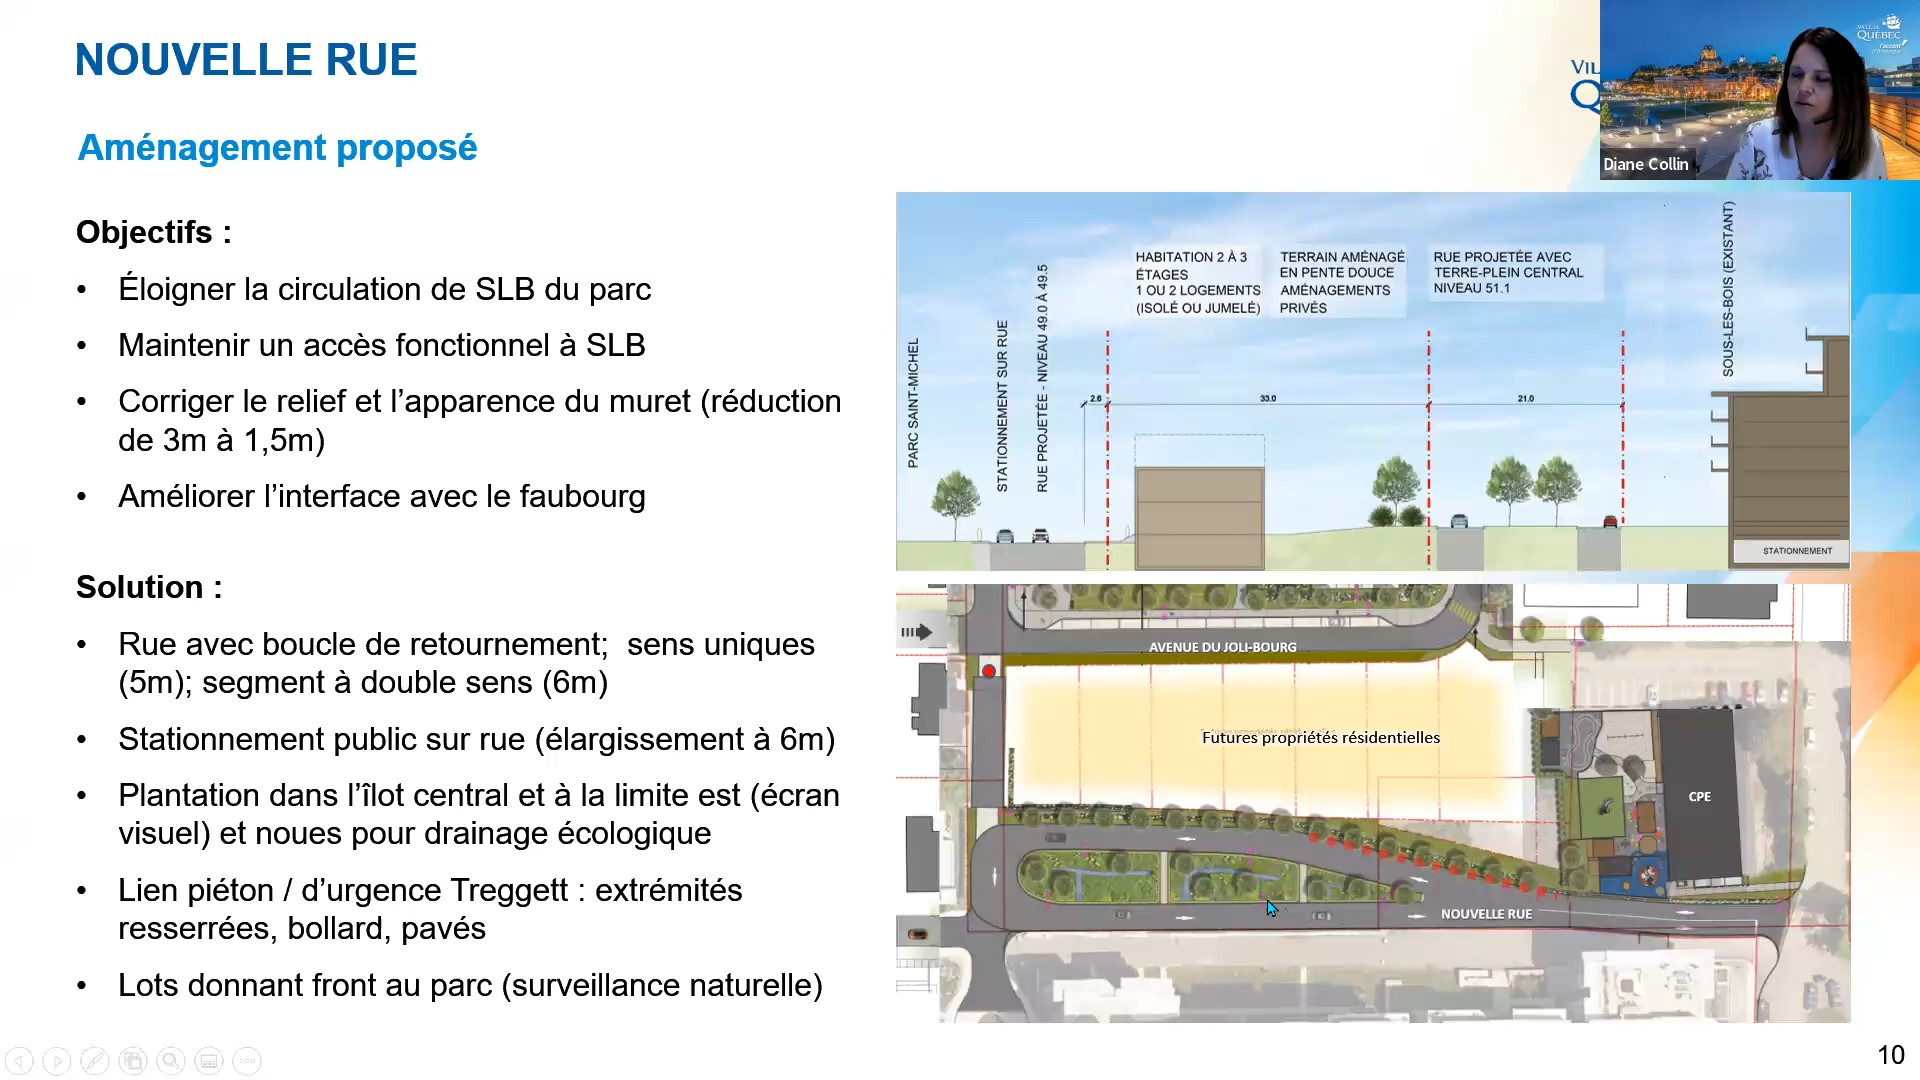 NOUVELLE RUE
Aménagement proposé
Objectifs :
• Éloigner la circulation de SLB du parc
• Maintenir un accès fonctionnel à SLB
• Corriger le relief et l’apparence du muret (réduction
de 3m à 1,5m)
• Améliorer l’interface avec le faubourg
Solution :
• Rue avec boucle de retournement; sens uniques
(5m); segment à double sens (6m)
• Stationnement public sur rue (élargissement à 6m)
• Plantation dans l’îlot central et à la limite est (écran
visuel) et noues pour drainage écologique
• Lien piéton / d’urgence Treggett : extrémités
resserrées, bollard, pavés
• Lots donnant front au parc (surveillance naturelle)
VILLE DE
QUÉBEC
l'accent
d'Amérique
Diane Collin
PARC SAINT-MICHEL
STATIONNEMENT SUR RUE
RUE PROJETÉE - NIVEAU 49.0 À 49.5
HABITATION 2 À 3
ÉTAGES
1 OU 2 LOGEMENTS
(ISOLÉ OU JUMELÉ)
TERRAIN AMÉNAGÉ
EN PENTE DOUCE
AMÉNAGEMENTS
PRIVÉS
RUE PROJETÉE AVEC
TERRE-PLEIN CENTRAL
NIVEAU 51.1
SOUS-LES-BOIS (EXISTANT)
2.6
33.0
21.0
STATIONNEMENT
AVENUE DU JOLI-BOURG
Futures propriétés résidentielles
CPE
NOUVELLE RUE
10